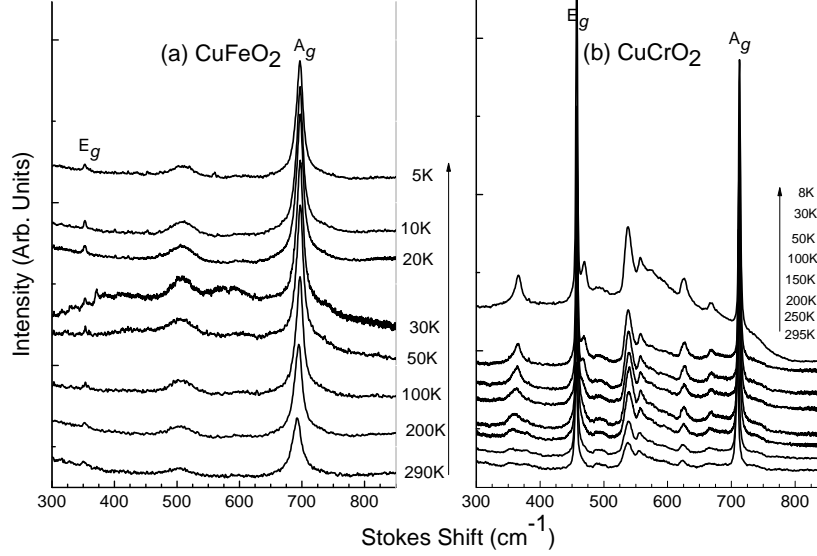 (a) CuFeO2
Ag
Eg
5K
10K
20K
30K
50K
100K
200K
290K
300 400 500 600 700 800
Intensity (Arb. Units)
Eg
(b) CuCrO2
Ag
8K
30K
50K
100K
150K
200K
250K
295K
300 400 500 600 700 800
Stokes Shift (cm-1)